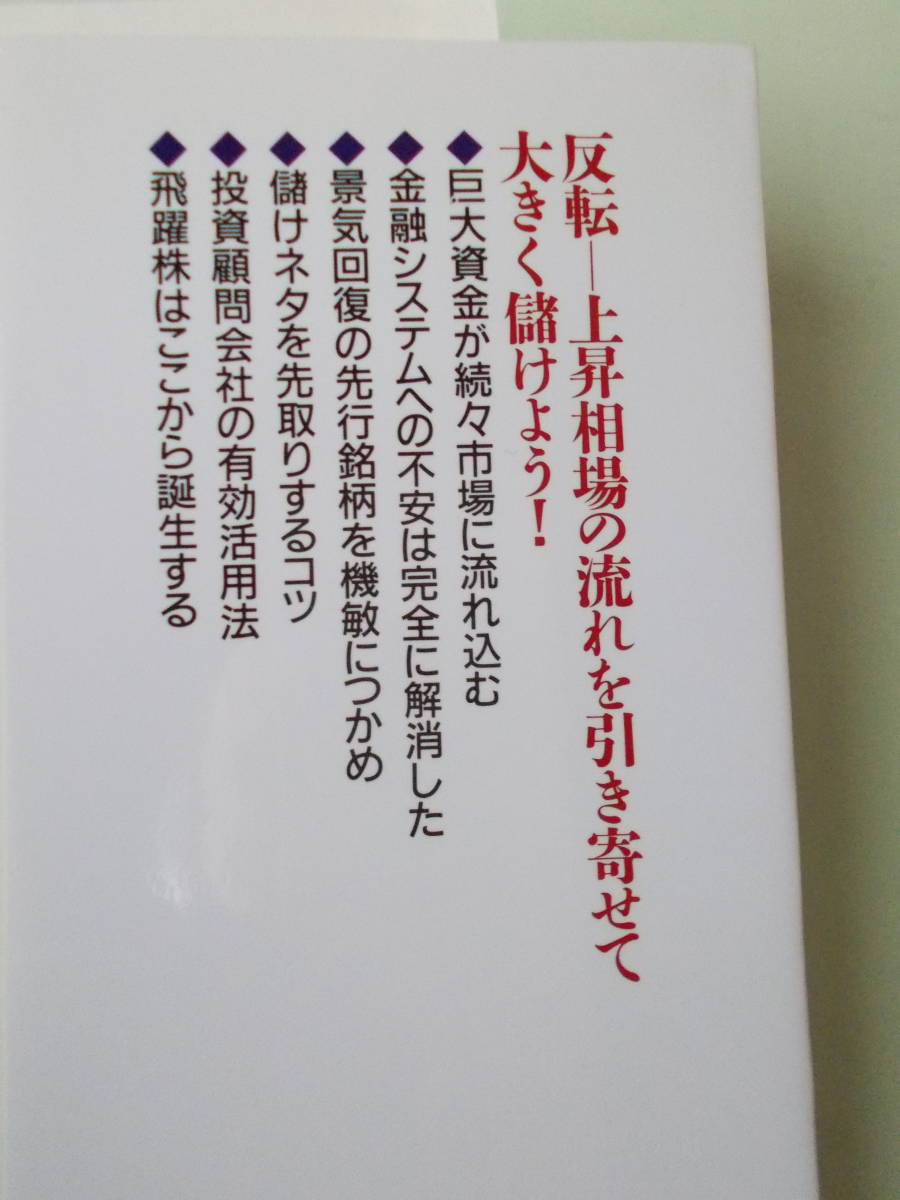 反転―上昇相場の流れを引き寄せて
大きく儲けよう！
◆巨大資金が続々市場に流れ込む
◆金融システムへの不安は完全に解消した
◆景気回復の先行銘柄を機敏につかめ
◆儲けネタを先取りするコツ
◆投資顧問会社の有効活用法
◆飛躍株はここから誕生する